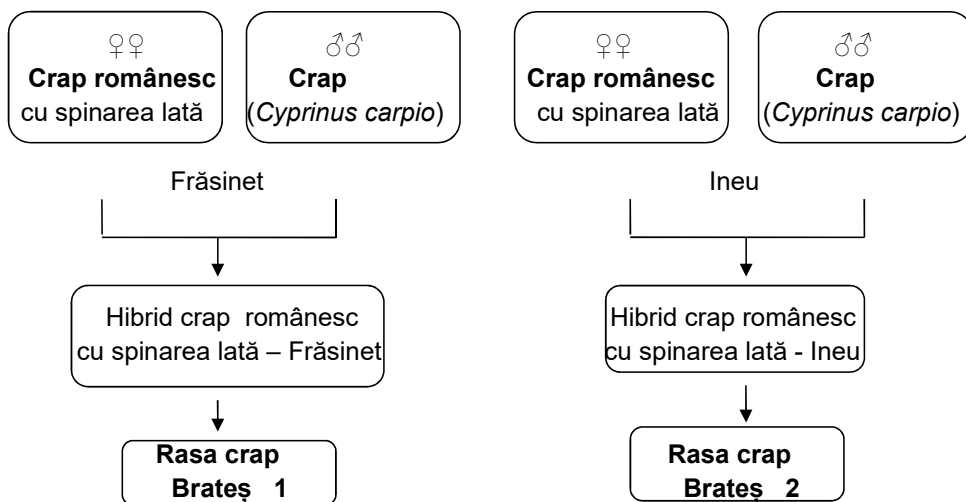 ♀♀
Crap românesc
cu spinarea lată
♂♂
Crap
(Cyprinus carpio)
Frăsinet
Hibrid crap românesc
cu spinarea lată – Frăsinet
Rasa crap
Brateș 1
♀♀
Crap românesc
cu spinarea lată
♂♂
Crap
(Cyprinus carpio)
Ineu
Hibrid crap românesc
cu spinarea lată - Ineu
Rasa crap
Brateș 2